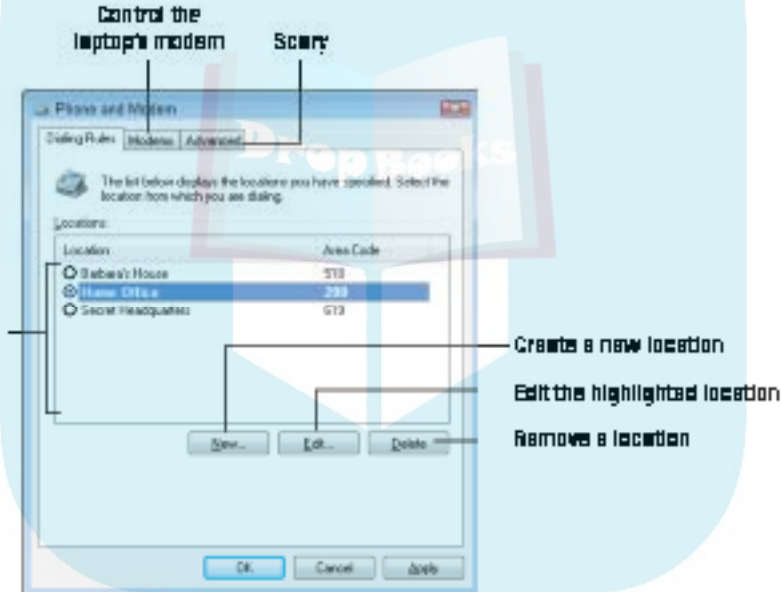 Control the
laptop's modem
Scary
Phone and Modem
Dialing Rules Modems Advanced
DropBooks
The list below displays the locations you have specified. Select the
location from which you are dialing.
Locations:
Location Area Code
Barbara's House 510
Home Office
Secret Headquarters 619
Create a new location
Edit the highlighted location
Remove a location
New... Edit... Delete
OK Cancel Apply